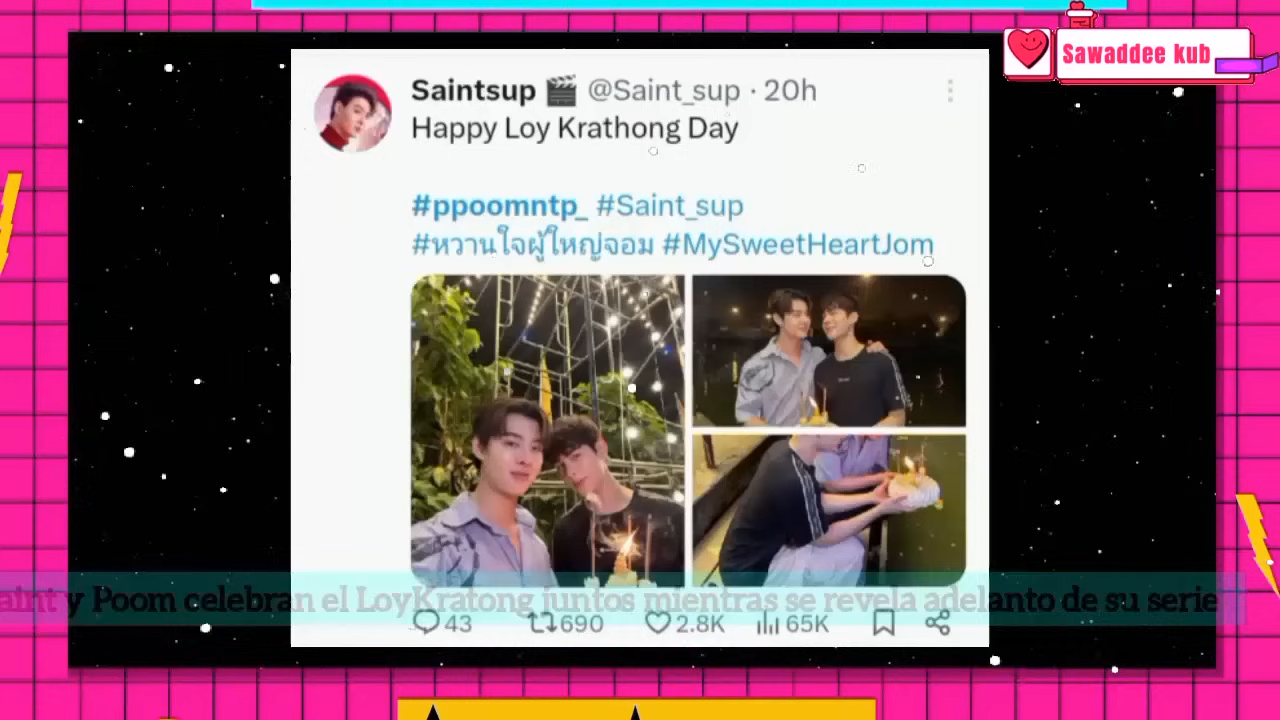 Sawaddee kub
Saintsup @Saint_sup · 20h
Happy Loy Krathong Day
#ppoomntp_ #Saint_sup
#หวานใจผู้ใหญ่จอม #MySweetHeartJom
aint y Poom celebran el LoyKratong juntos mientras se revela adelanto de su serie
43 690 2.8K 65K